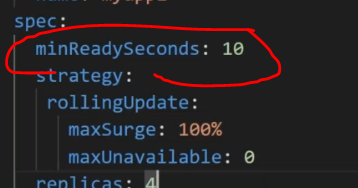 spec:
minReadySeconds: 10
strategy:
rollingUpdate:
maxSurge: 100%
maxUnavailable: 0
replicas: 4